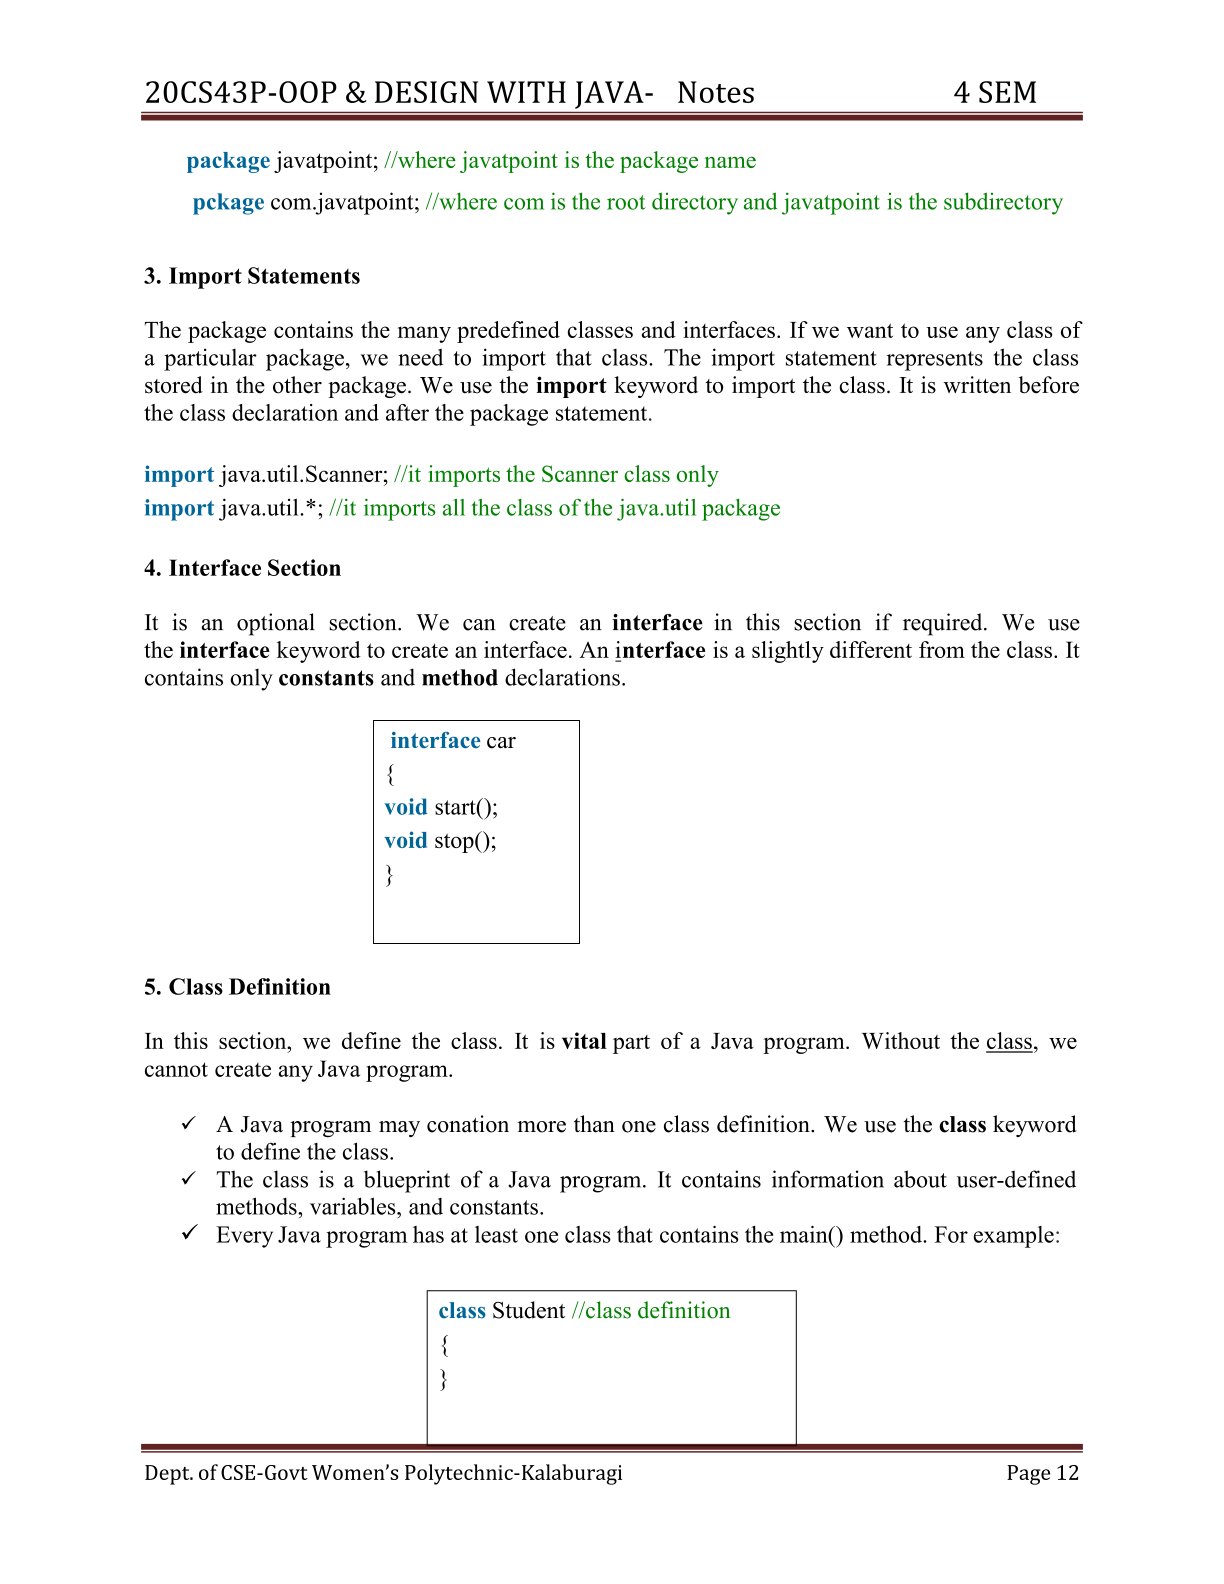 20CS43P-OOP & DESIGN WITH JAVA- Notes 4 SEM
package javatpoint; //where javatpoint is the package name
pckage com.javatpoint; //where com is the root directory and javatpoint is the subdirectory
3. Import Statements
The package contains the many predefined classes and interfaces. If we want to use any class of
a particular package, we need to import that class. The import statement represents the class
stored in the other package. We use the import keyword to import the class. It is written before
the class declaration and after the package statement.
import java.util.Scanner; //it imports the Scanner class only
import java.util.*; //it imports all the class of the java.util package
4. Interface Section
It is an optional section. We can create an interface in this section if required. We use
the interface keyword to create an interface. An interface is a slightly different from the class. It
contains only constants and method declarations.
interface car
{
void start();
void stop();
}
5. Class Definition
In this section, we define the class. It is vital part of a Java program. Without the class, we
cannot create any Java program.
✓ A Java program may conation more than one class definition. We use the class keyword
to define the class.
✓ The class is a blueprint of a Java program. It contains information about user-defined
methods, variables, and constants.
✓ Every Java program has at least one class that contains the main() method. For example:
class Student //class definition
{
}
Dept. of CSE-Govt Women’s Polytechnic-Kalaburagi Page 12